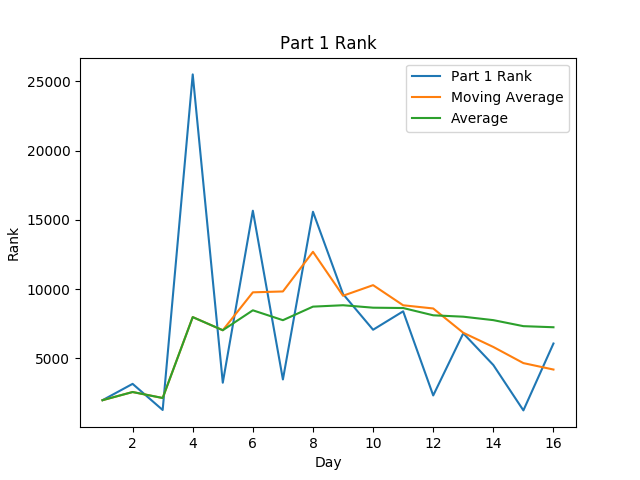 Part 1 Rank
Part 1 Rank
Moving Average
Average
25000
20000
15000
10000
5000
Rank
2 4 6 8 10 12 14 16
Day